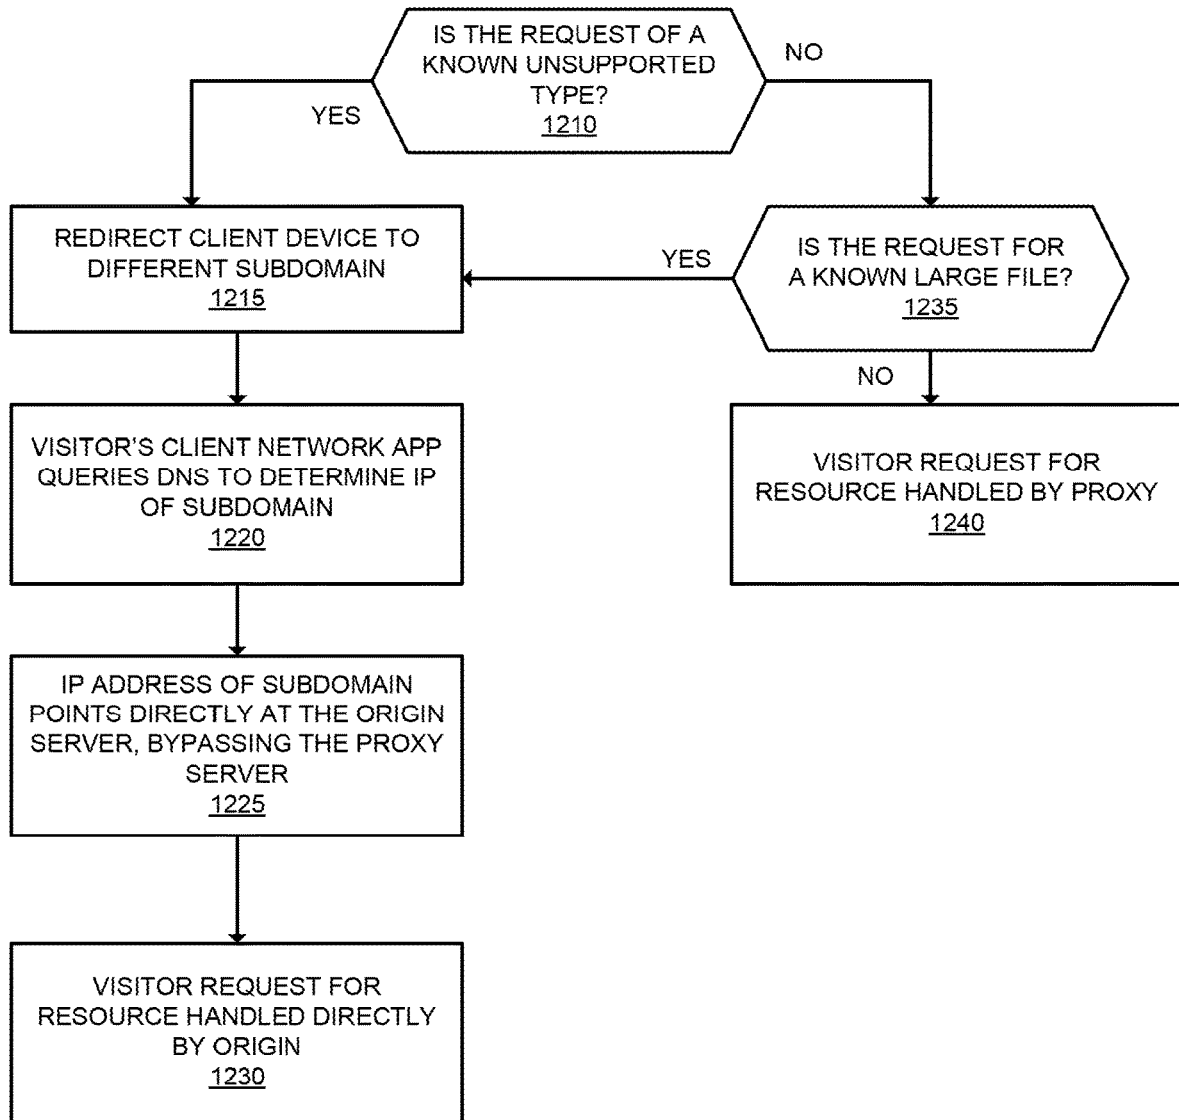 IS THE REQUEST OF A
KNOWN UNSUPPORTED
TYPE?
1210
YES
NO
REDIRECT CLIENT DEVICE TO
DIFFERENT SUBDOMAIN
1215
YES
IS THE REQUEST FOR
A KNOWN LARGE FILE?
1235
NO
VISITOR'S CLIENT NETWORK APP
QUERIES DNS TO DETERMINE IP
OF SUBDOMAIN
1220
VISITOR REQUEST FOR
RESOURCE HANDLED BY PROXY
1240
IP ADDRESS OF SUBDOMAIN
POINTS DIRECTLY AT THE ORIGIN
SERVER, BYPASSING THE PROXY
SERVER
1225
VISITOR REQUEST FOR
RESOURCE HANDLED DIRECTLY
BY ORIGIN
1230